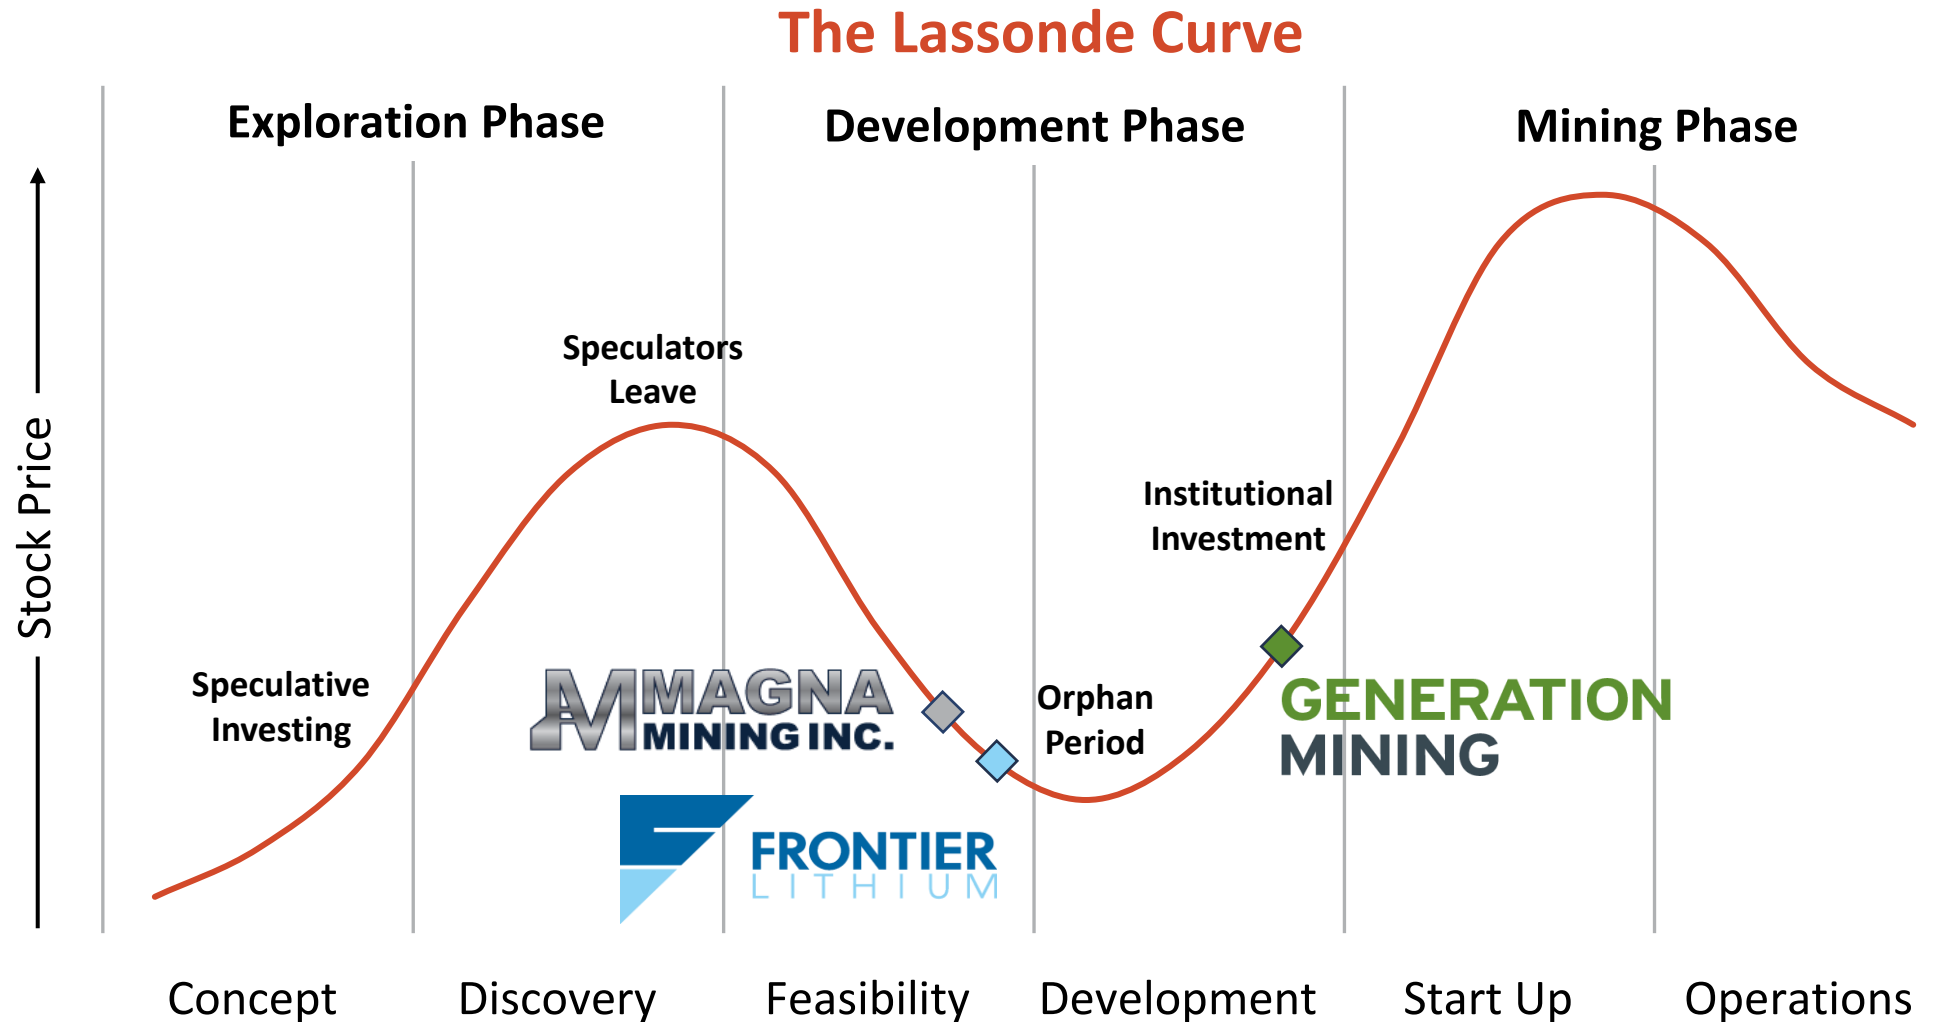 The Lassonde Curve
Exploration Phase
Development Phase
Mining Phase
Stock Price
Speculators
Leave
Institutional
Investment
Speculative
Investing
Orphan
Period
MAGNA
MINING INC.
GENERATION
MINING
FRONTIER
LITHIUM
Concept
Discovery
Feasibility
Development
Start Up
Operations